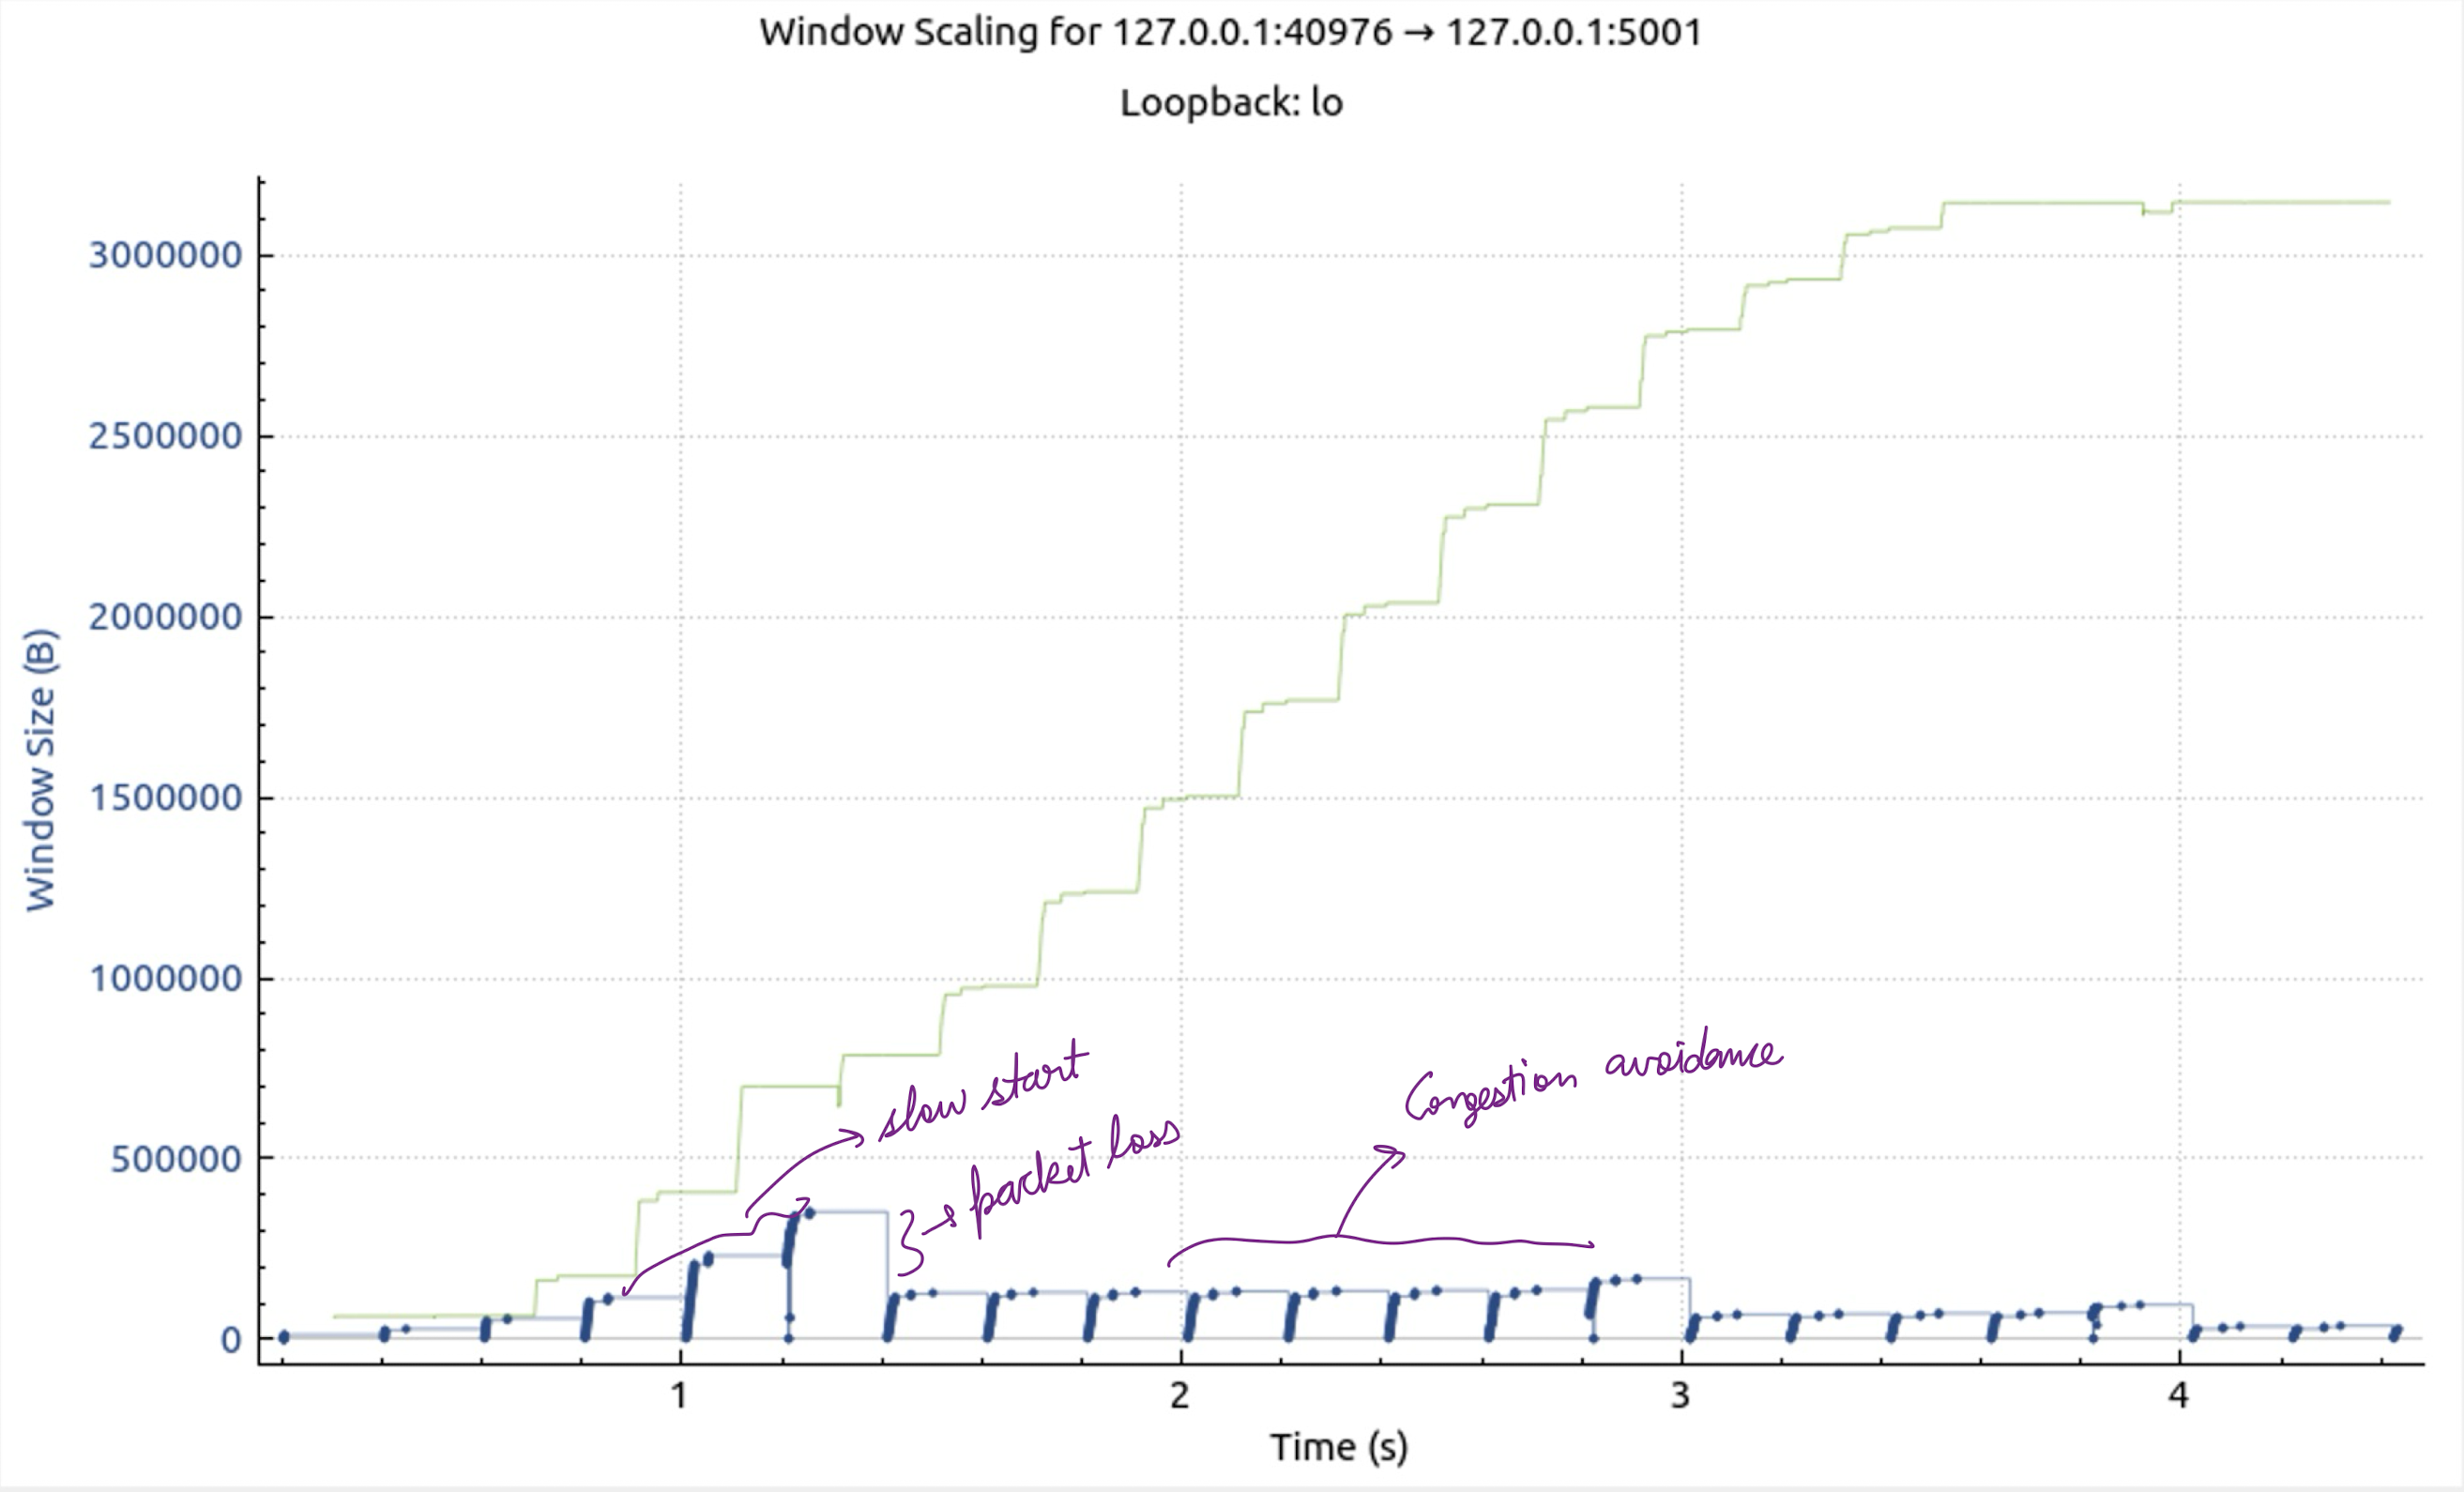 Window Scaling for 127.0.0.1:40976 → 127.0.0.1:5001
Loopback: lo
Window Size (B)
3000000
2500000
2000000
1500000
1000000
500000
0
slow start
packet loss
Congestion avoidance
1 2 3 4
Time (s)